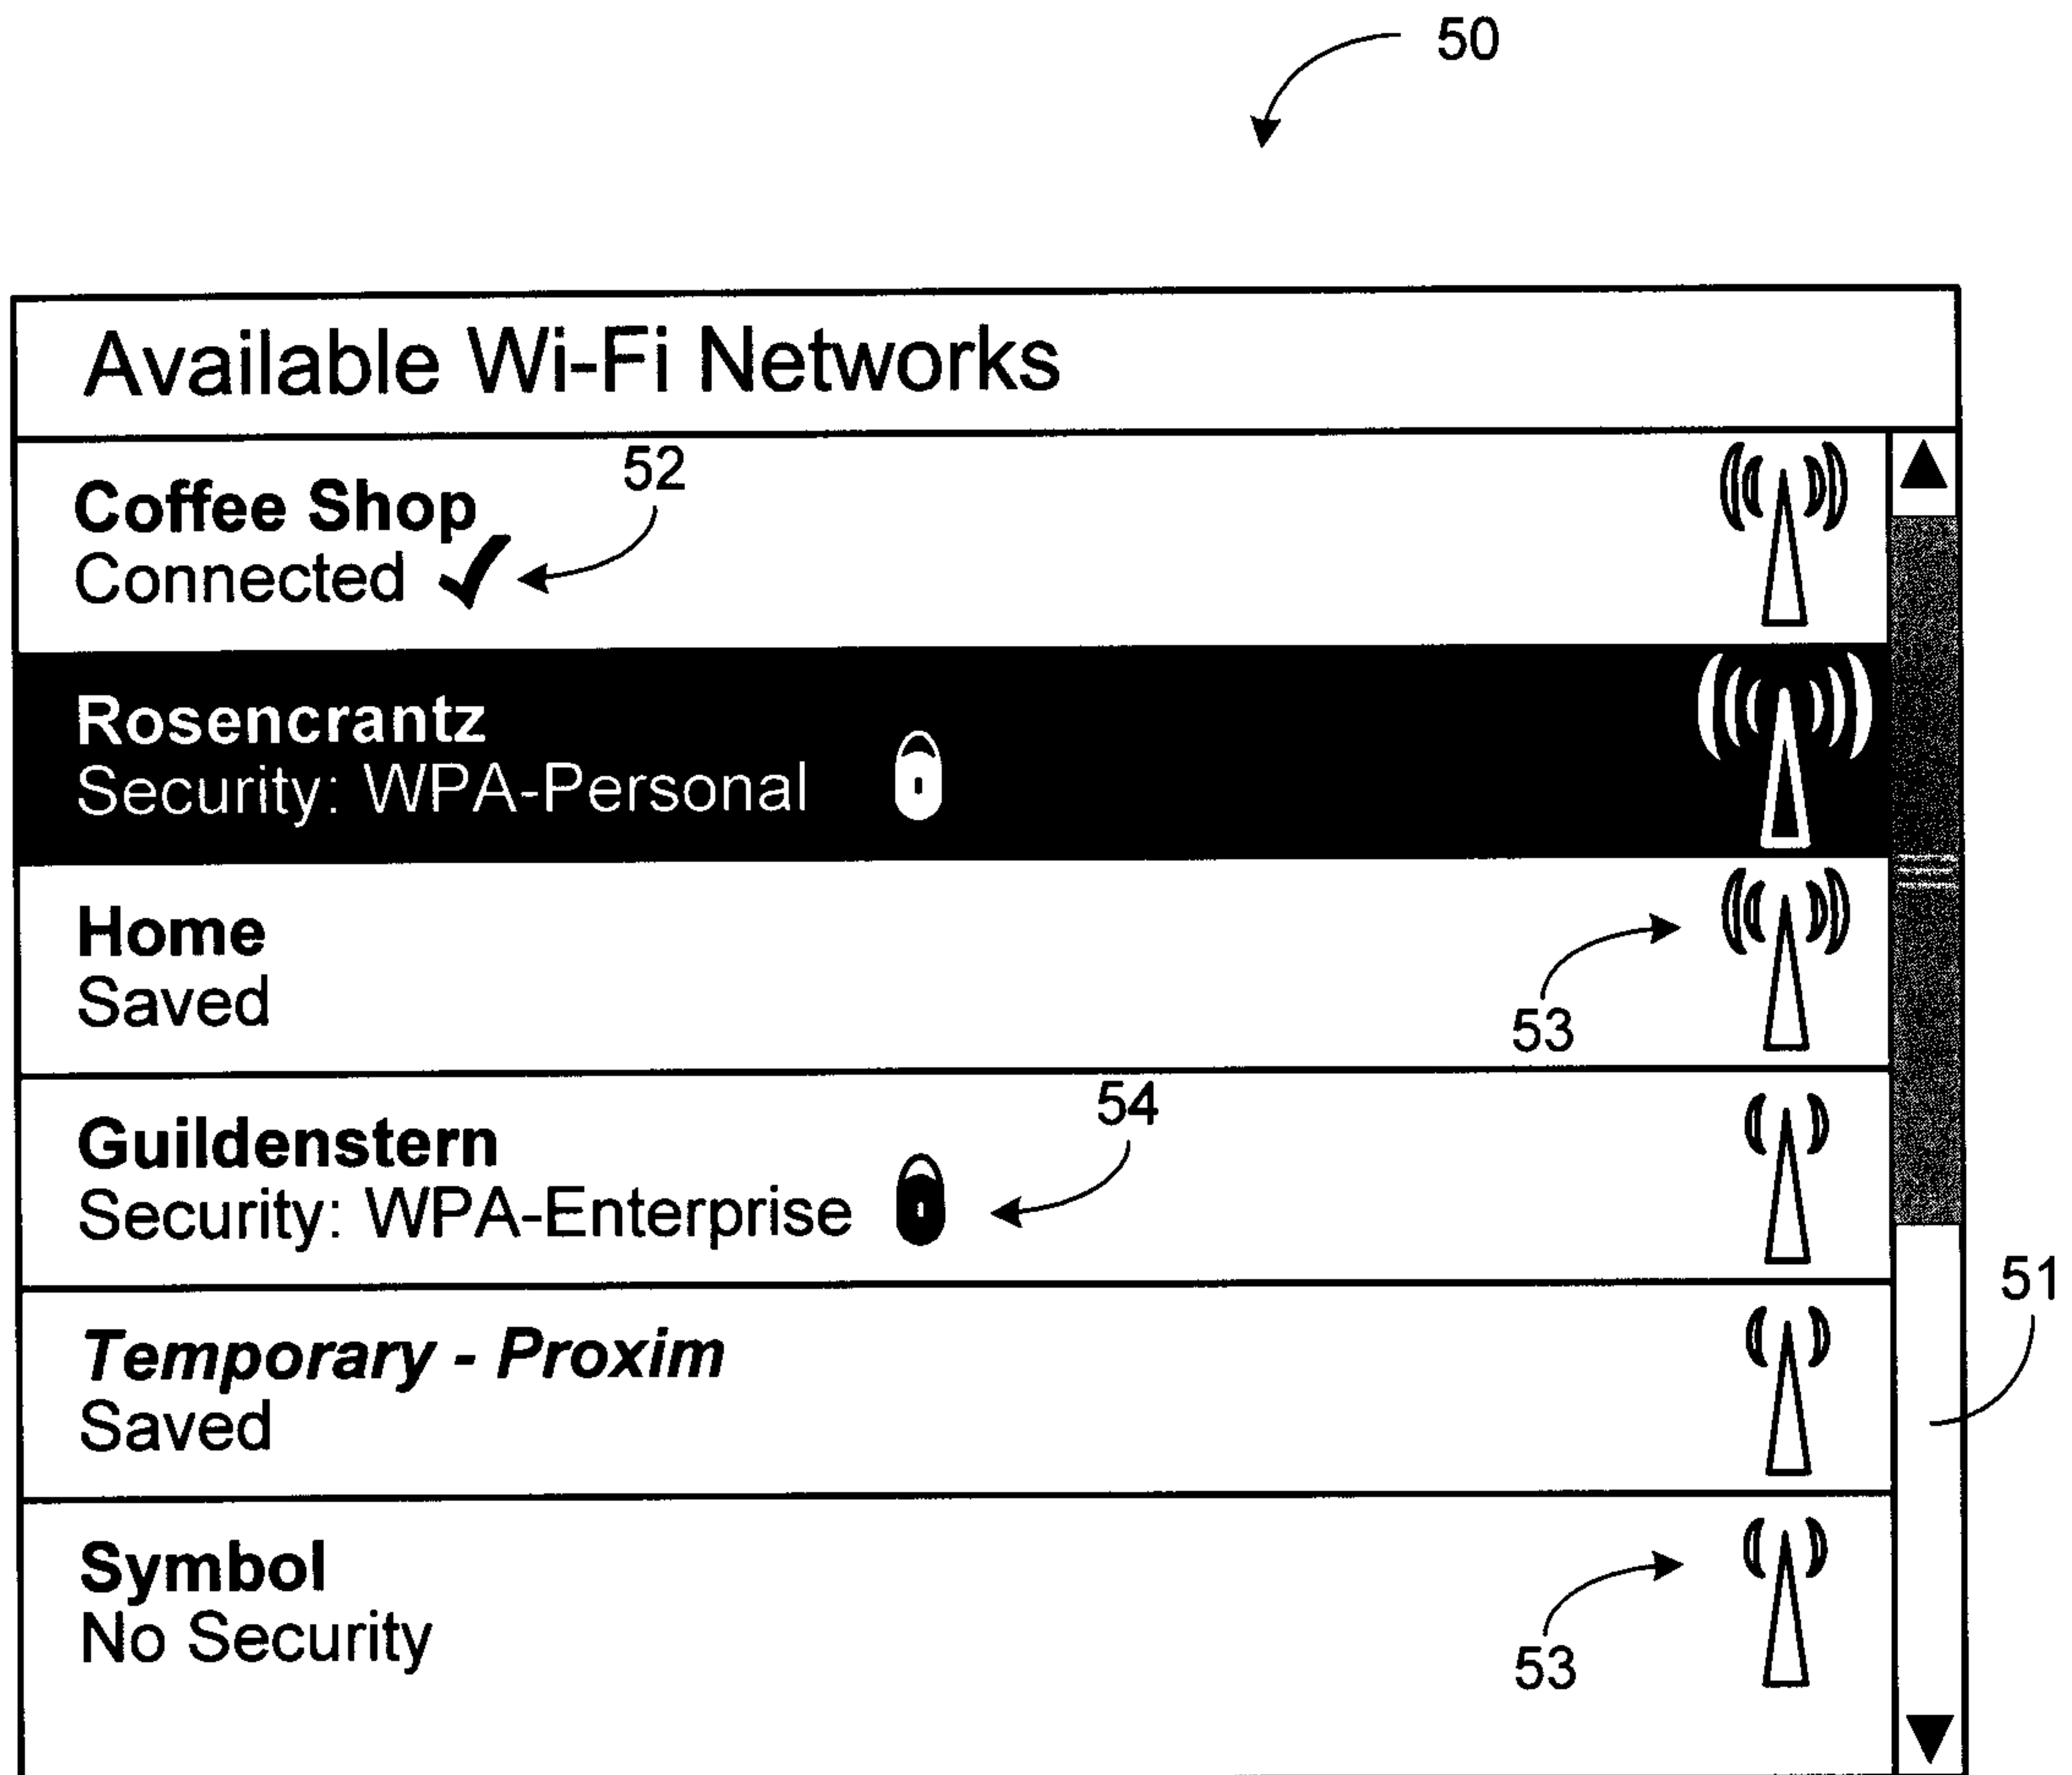 50
Available Wi-Fi Networks
52
Coffee Shop
Connected
Rosencrantz
Security: WPA-Personal
Home
Saved
53
54
Guildenstern
Security: WPA-Enterprise
51
Temporary - Proxim
Saved
Symbol
No Security
53